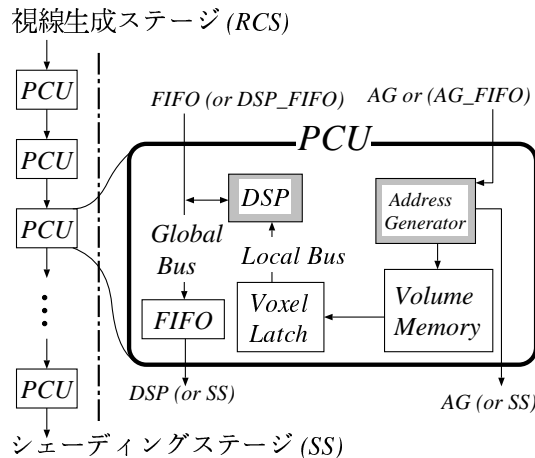 視線生成ステージ (RCS)
PCU
PCU
PCU
PCU
シェーディングステージ (SS)
FIFO (or DSP_FIFO)
AG or (AG_FIFO)
PCU
DSP
Address
Generator
Global
Bus
Local Bus
FIFO
Voxel
Latch
Volume
Memory
DSP (or SS)
AG (or SS)